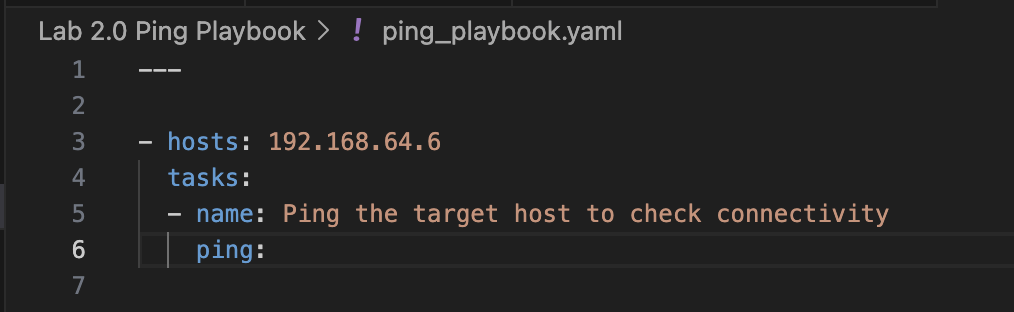 Lab 2.0 Ping Playbook > ! ping_playbook.yaml
1 ---
2
3 - hosts: 192.168.64.6
4   tasks:
5   - name: Ping the target host to check connectivity
6     ping:
7